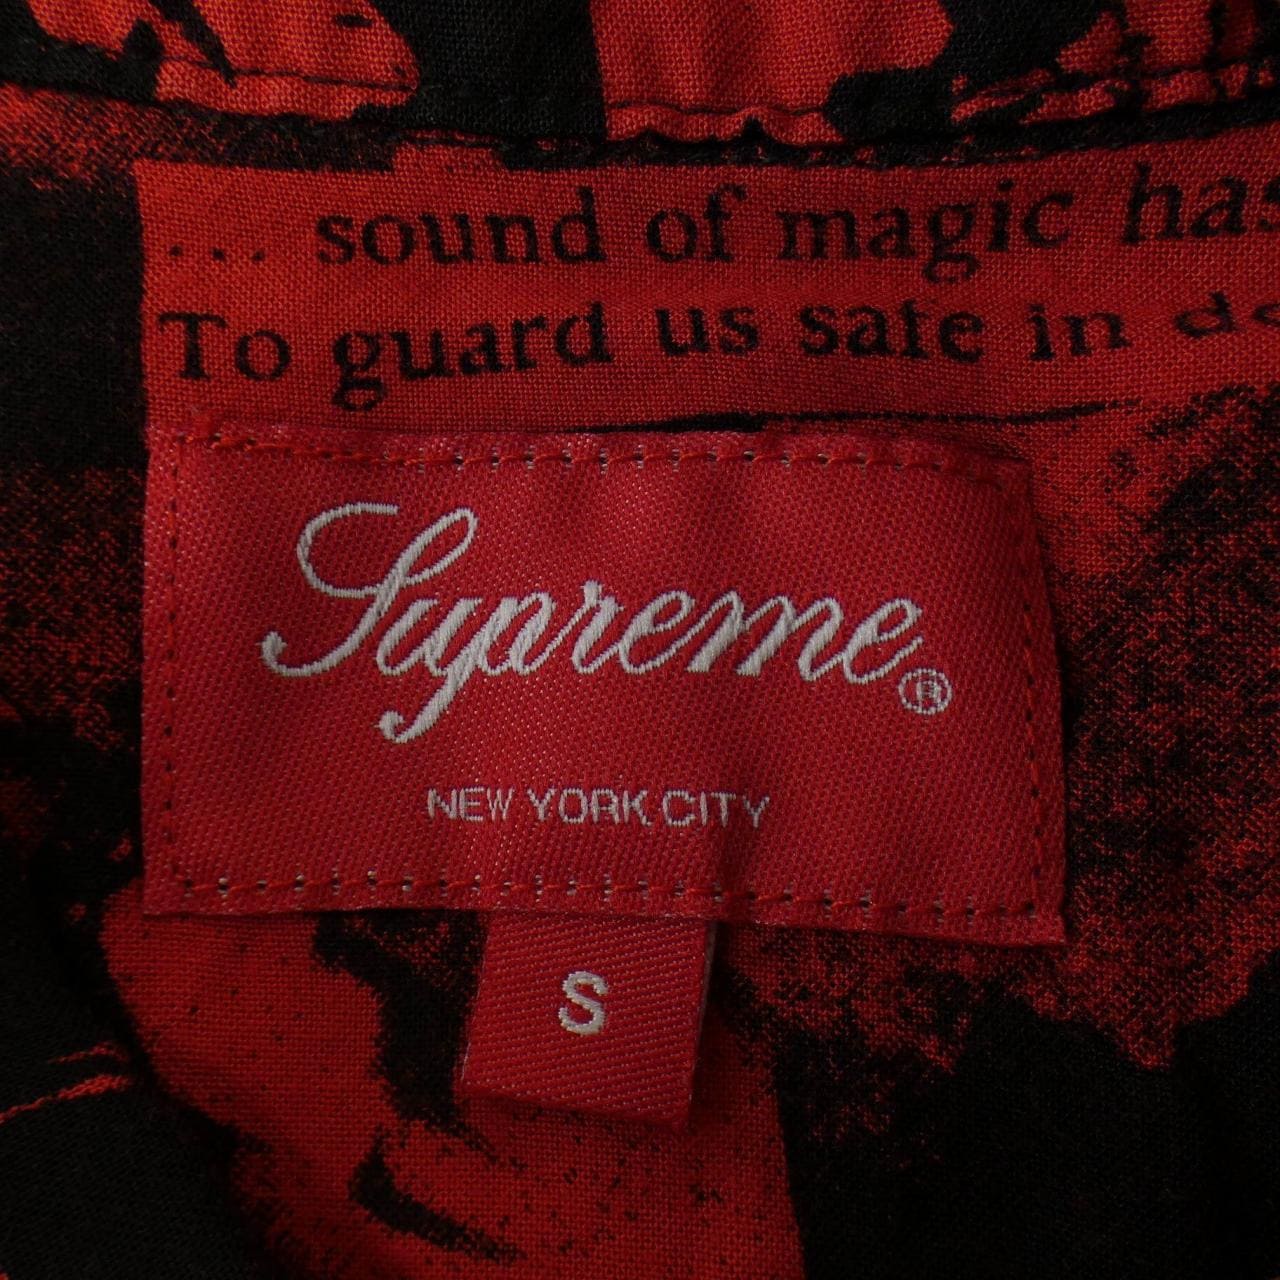 ... sound of magic has
To guard us safe in
Supreme®
NEW YORK CITY
S